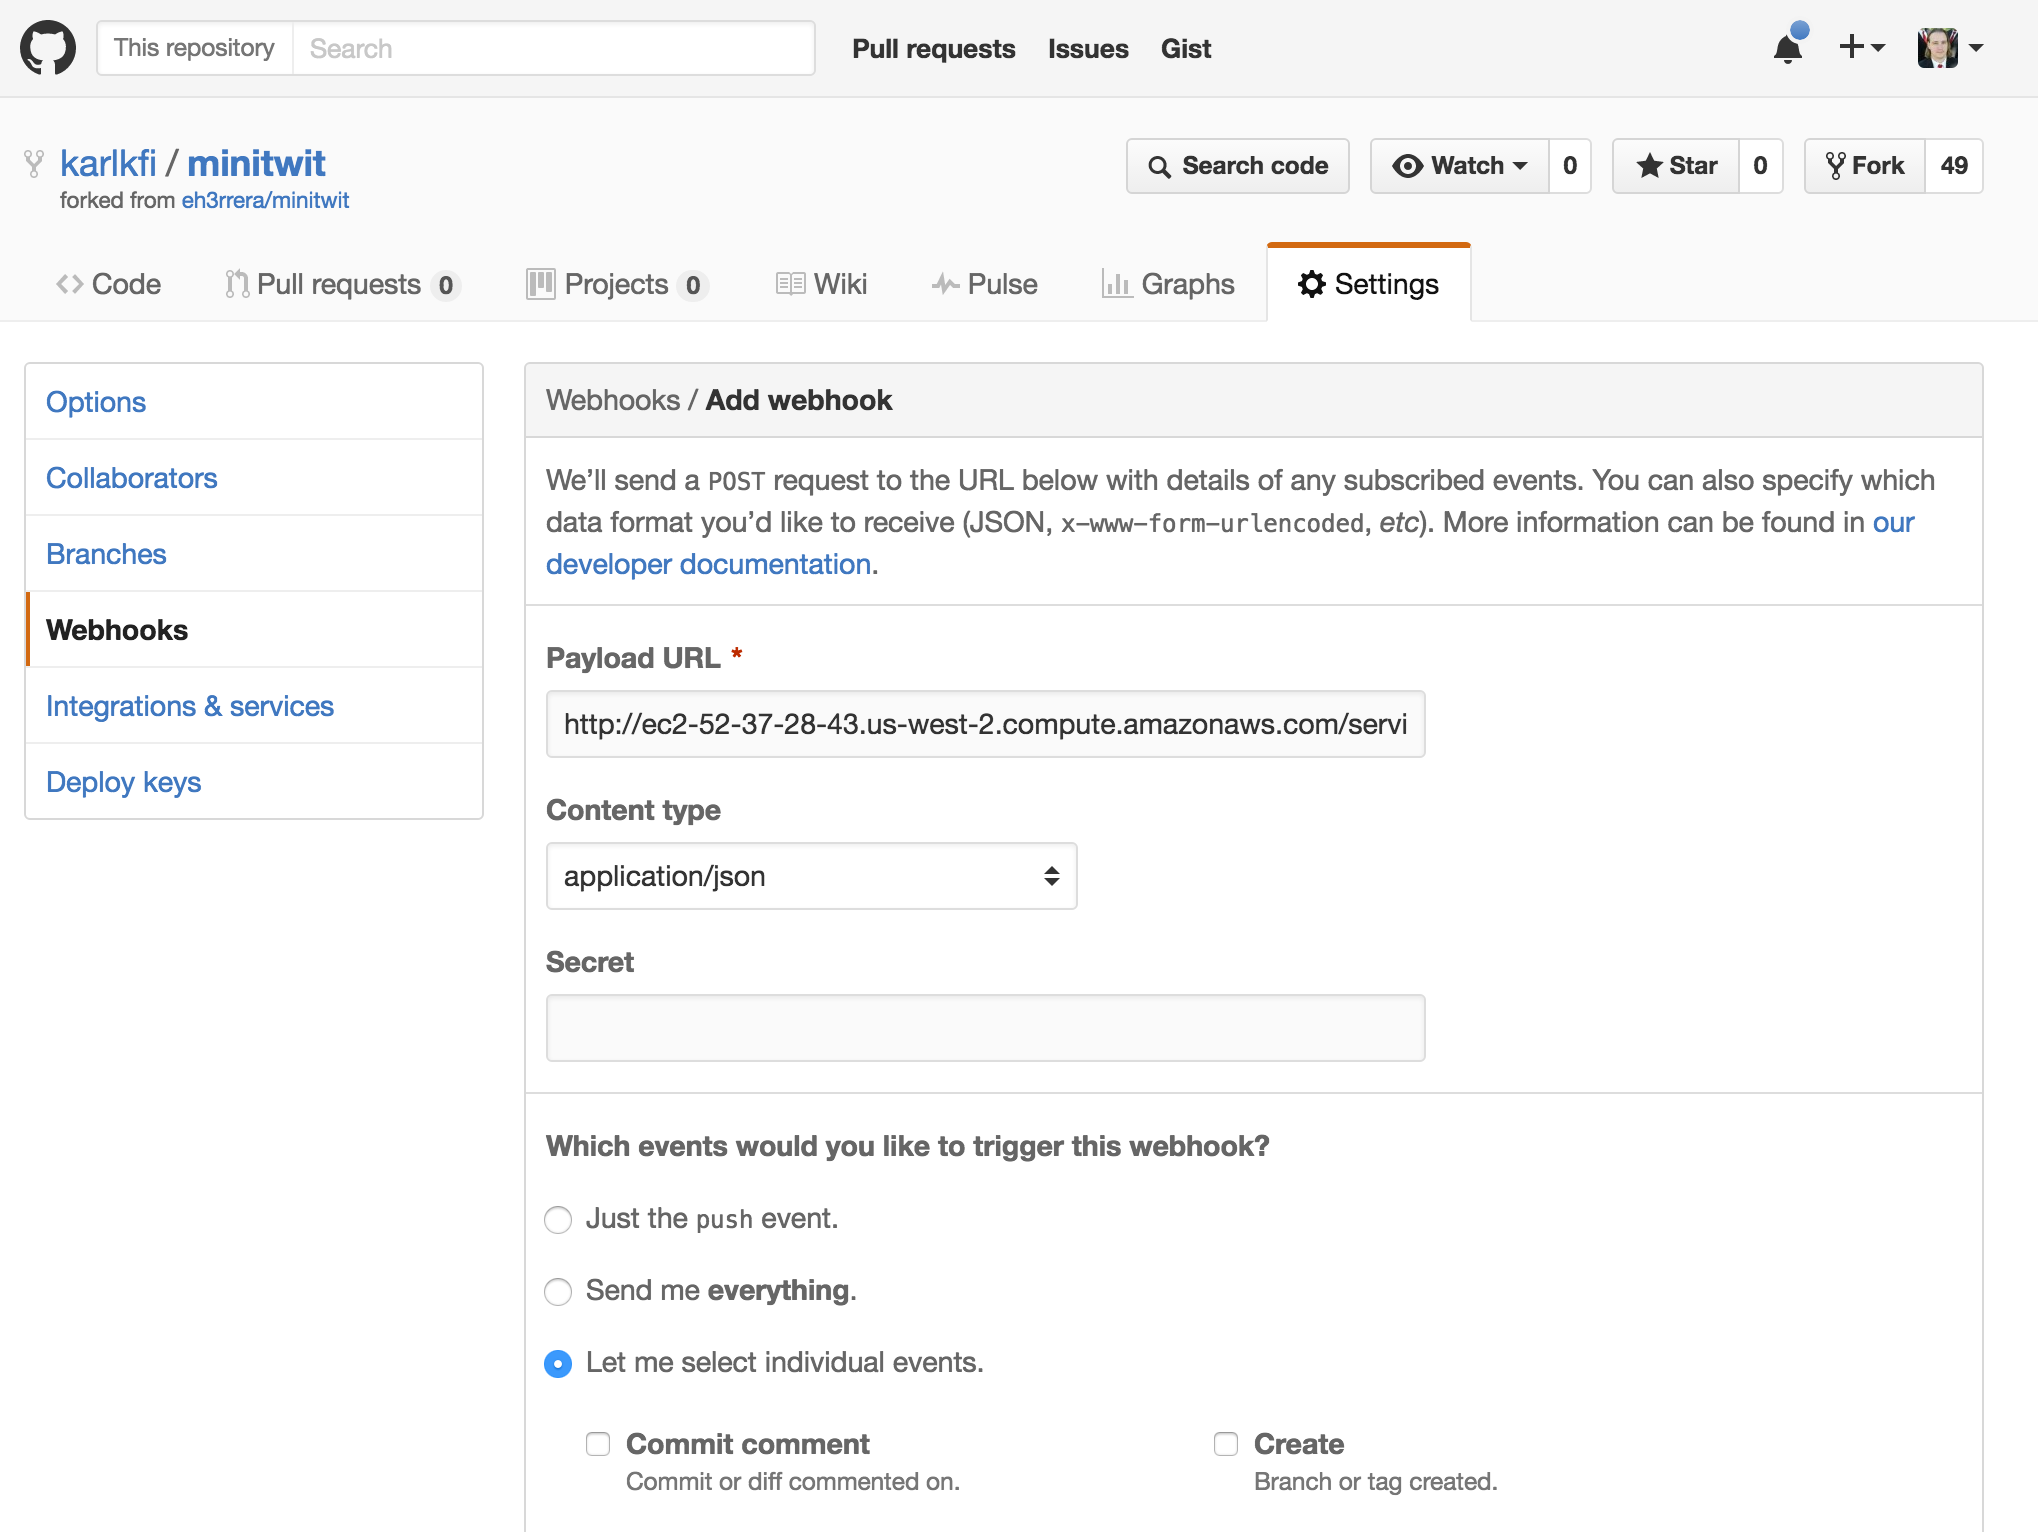 This repository Search Pull requests Issues Gist
karlkfi / minitwit
forked from eh3rrera/minitwit
Search code Watch 0 Star 0 Fork 49
Code Pull requests 0 Projects 0 Wiki Pulse Graphs Settings
Options
Collaborators
Branches
Webhooks
Integrations & services
Deploy keys
Webhooks / Add webhook
We’ll send a POST request to the URL below with details of any subscribed events. You can also specify which
data format you’d like to receive (JSON, x-www-form-urlencoded, etc). More information can be found in our
developer documentation.
Payload URL *
http://ec2-52-37-28-43.us-west-2.compute.amazonaws.com/servi
Content type
application/json
Secret
Which events would you like to trigger this webhook?
Just the push event.
Send me everything.
Let me select individual events.
Commit comment
Commit or diff commented on.
Create
Branch or tag created.